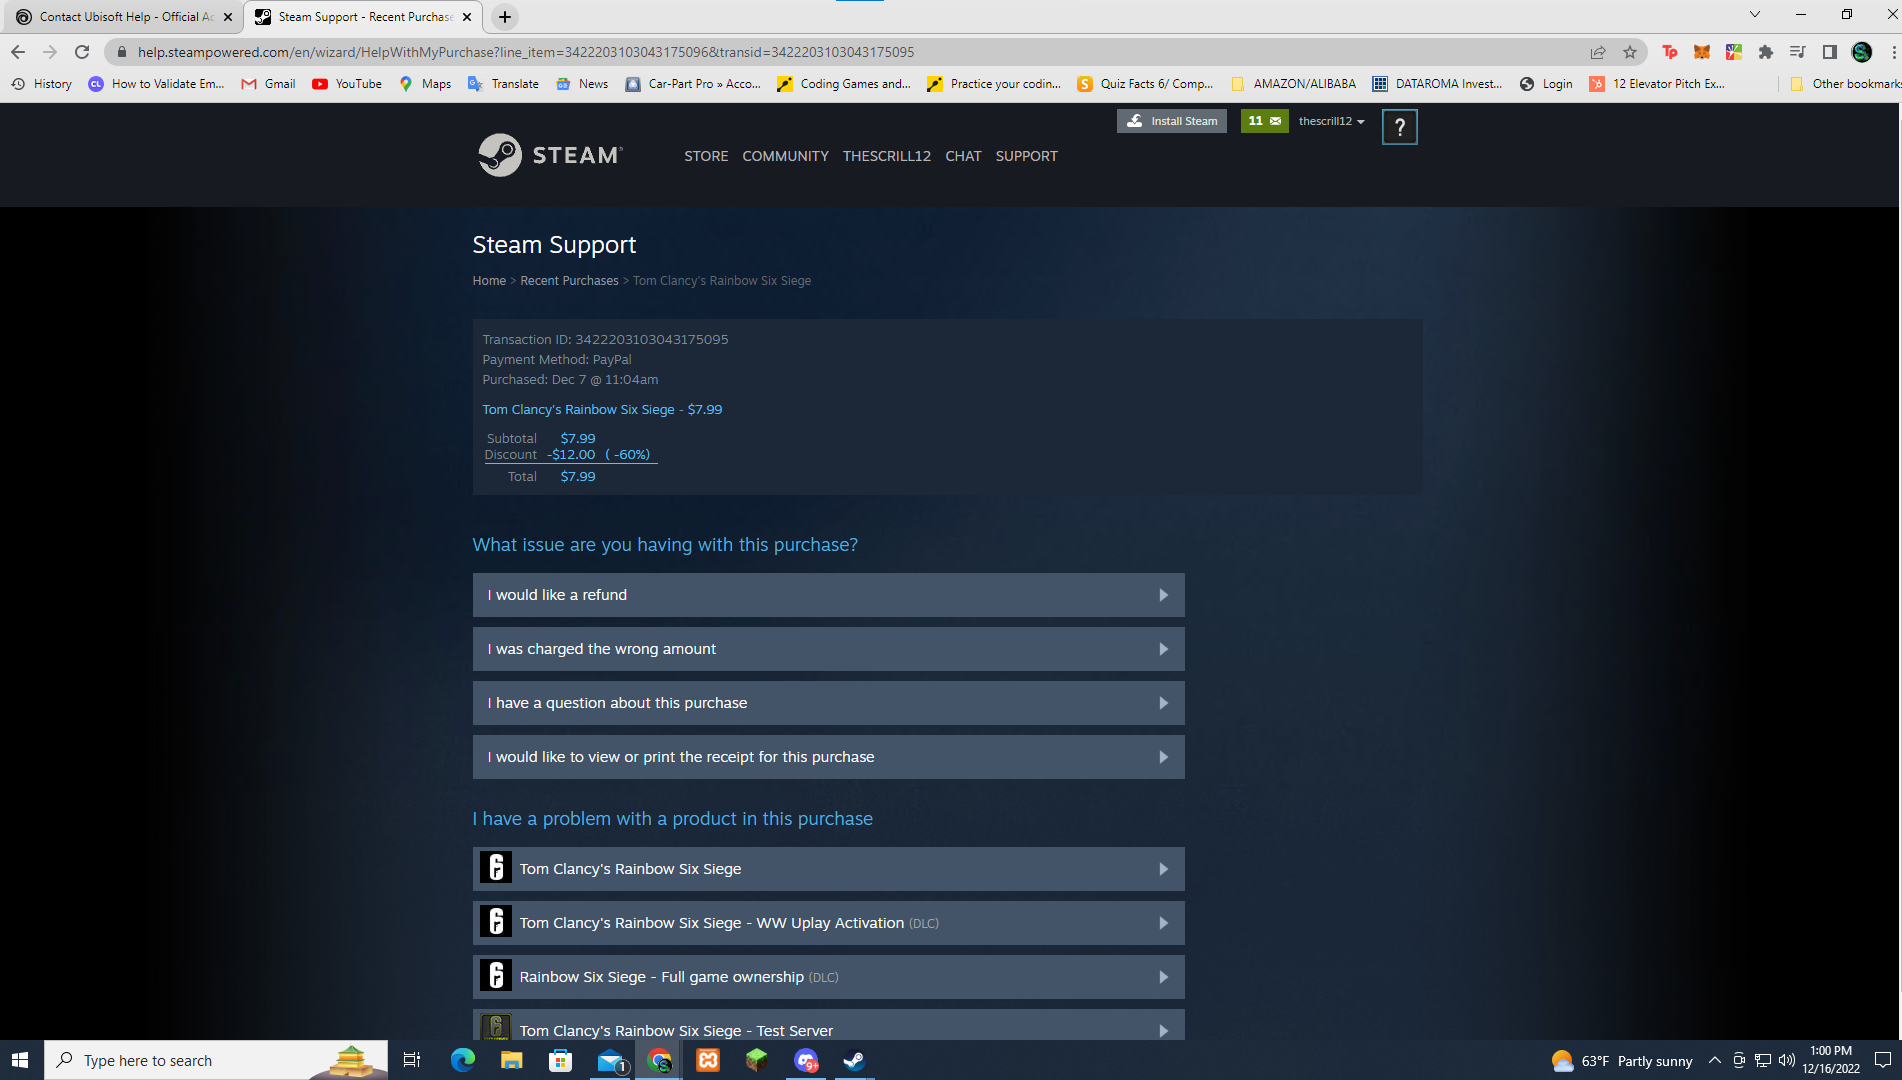 Contact Ubisoft Help - Official
Steam Support - Recent Purchase
help.steampowered.com/en/wizard/HelpWithMyPurchase?line_item=3422203103043175096&transid=3422203103043175095
History
CL How to Validate Em...
Gmail
YouTube
Maps
Translate
News
Car-Part Pro » Acco...
Coding Games and...
Practice your codin...
S Quiz Facts 6/ Comp...
AMAZON/ALIBABA
DATAROMA Invest...
Login
12 Elevator Pitch Ex...
Other bookmarks
Install Steam
11
thescrill12
?
STEAM
STORE COMMUNITY THESCRILL12 CHAT SUPPORT
Steam Support
Home > Recent Purchases > Tom Clancy's Rainbow Six Siege
Transaction ID: 3422203103043175095
Payment Method: PayPal
Purchased: Dec 7 @ 11:04am
Tom Clancy's Rainbow Six Siege - $7.99
Subtotal $7.99
Discount -$12.00 ( -60%)
Total $7.99
What issue are you having with this purchase?
I would like a refund
I was charged the wrong amount
I have a question about this purchase
I would like to view or print the receipt for this purchase
I have a problem with a product in this purchase
Tom Clancy's Rainbow Six Siege
Tom Clancy's Rainbow Six Siege - WW Uplay Activation (DLC)
Rainbow Six Siege - Full game ownership (DLC)
Tom Clancy's Rainbow Six Siege - Test Server
Type here to search
1
9+
63°F Partly sunny
1:00 PM
12/16/2022